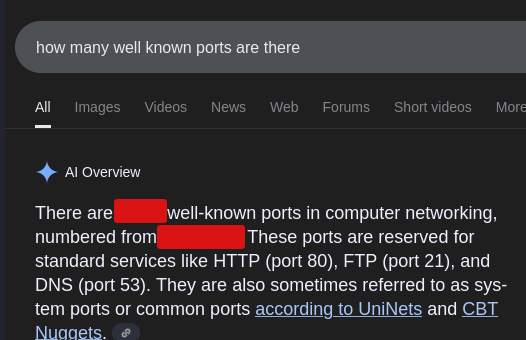 how many well known ports are there
All Images Videos News Web Forums Short videos More
AI Overview
There are well-known ports in computer networking,
numbered from These ports are reserved for
standard services like HTTP (port 80), FTP (port 21), and
DNS (port 53). They are also sometimes referred to as sys-
tem ports or common ports according to UniNets and CBT
Nuggets.